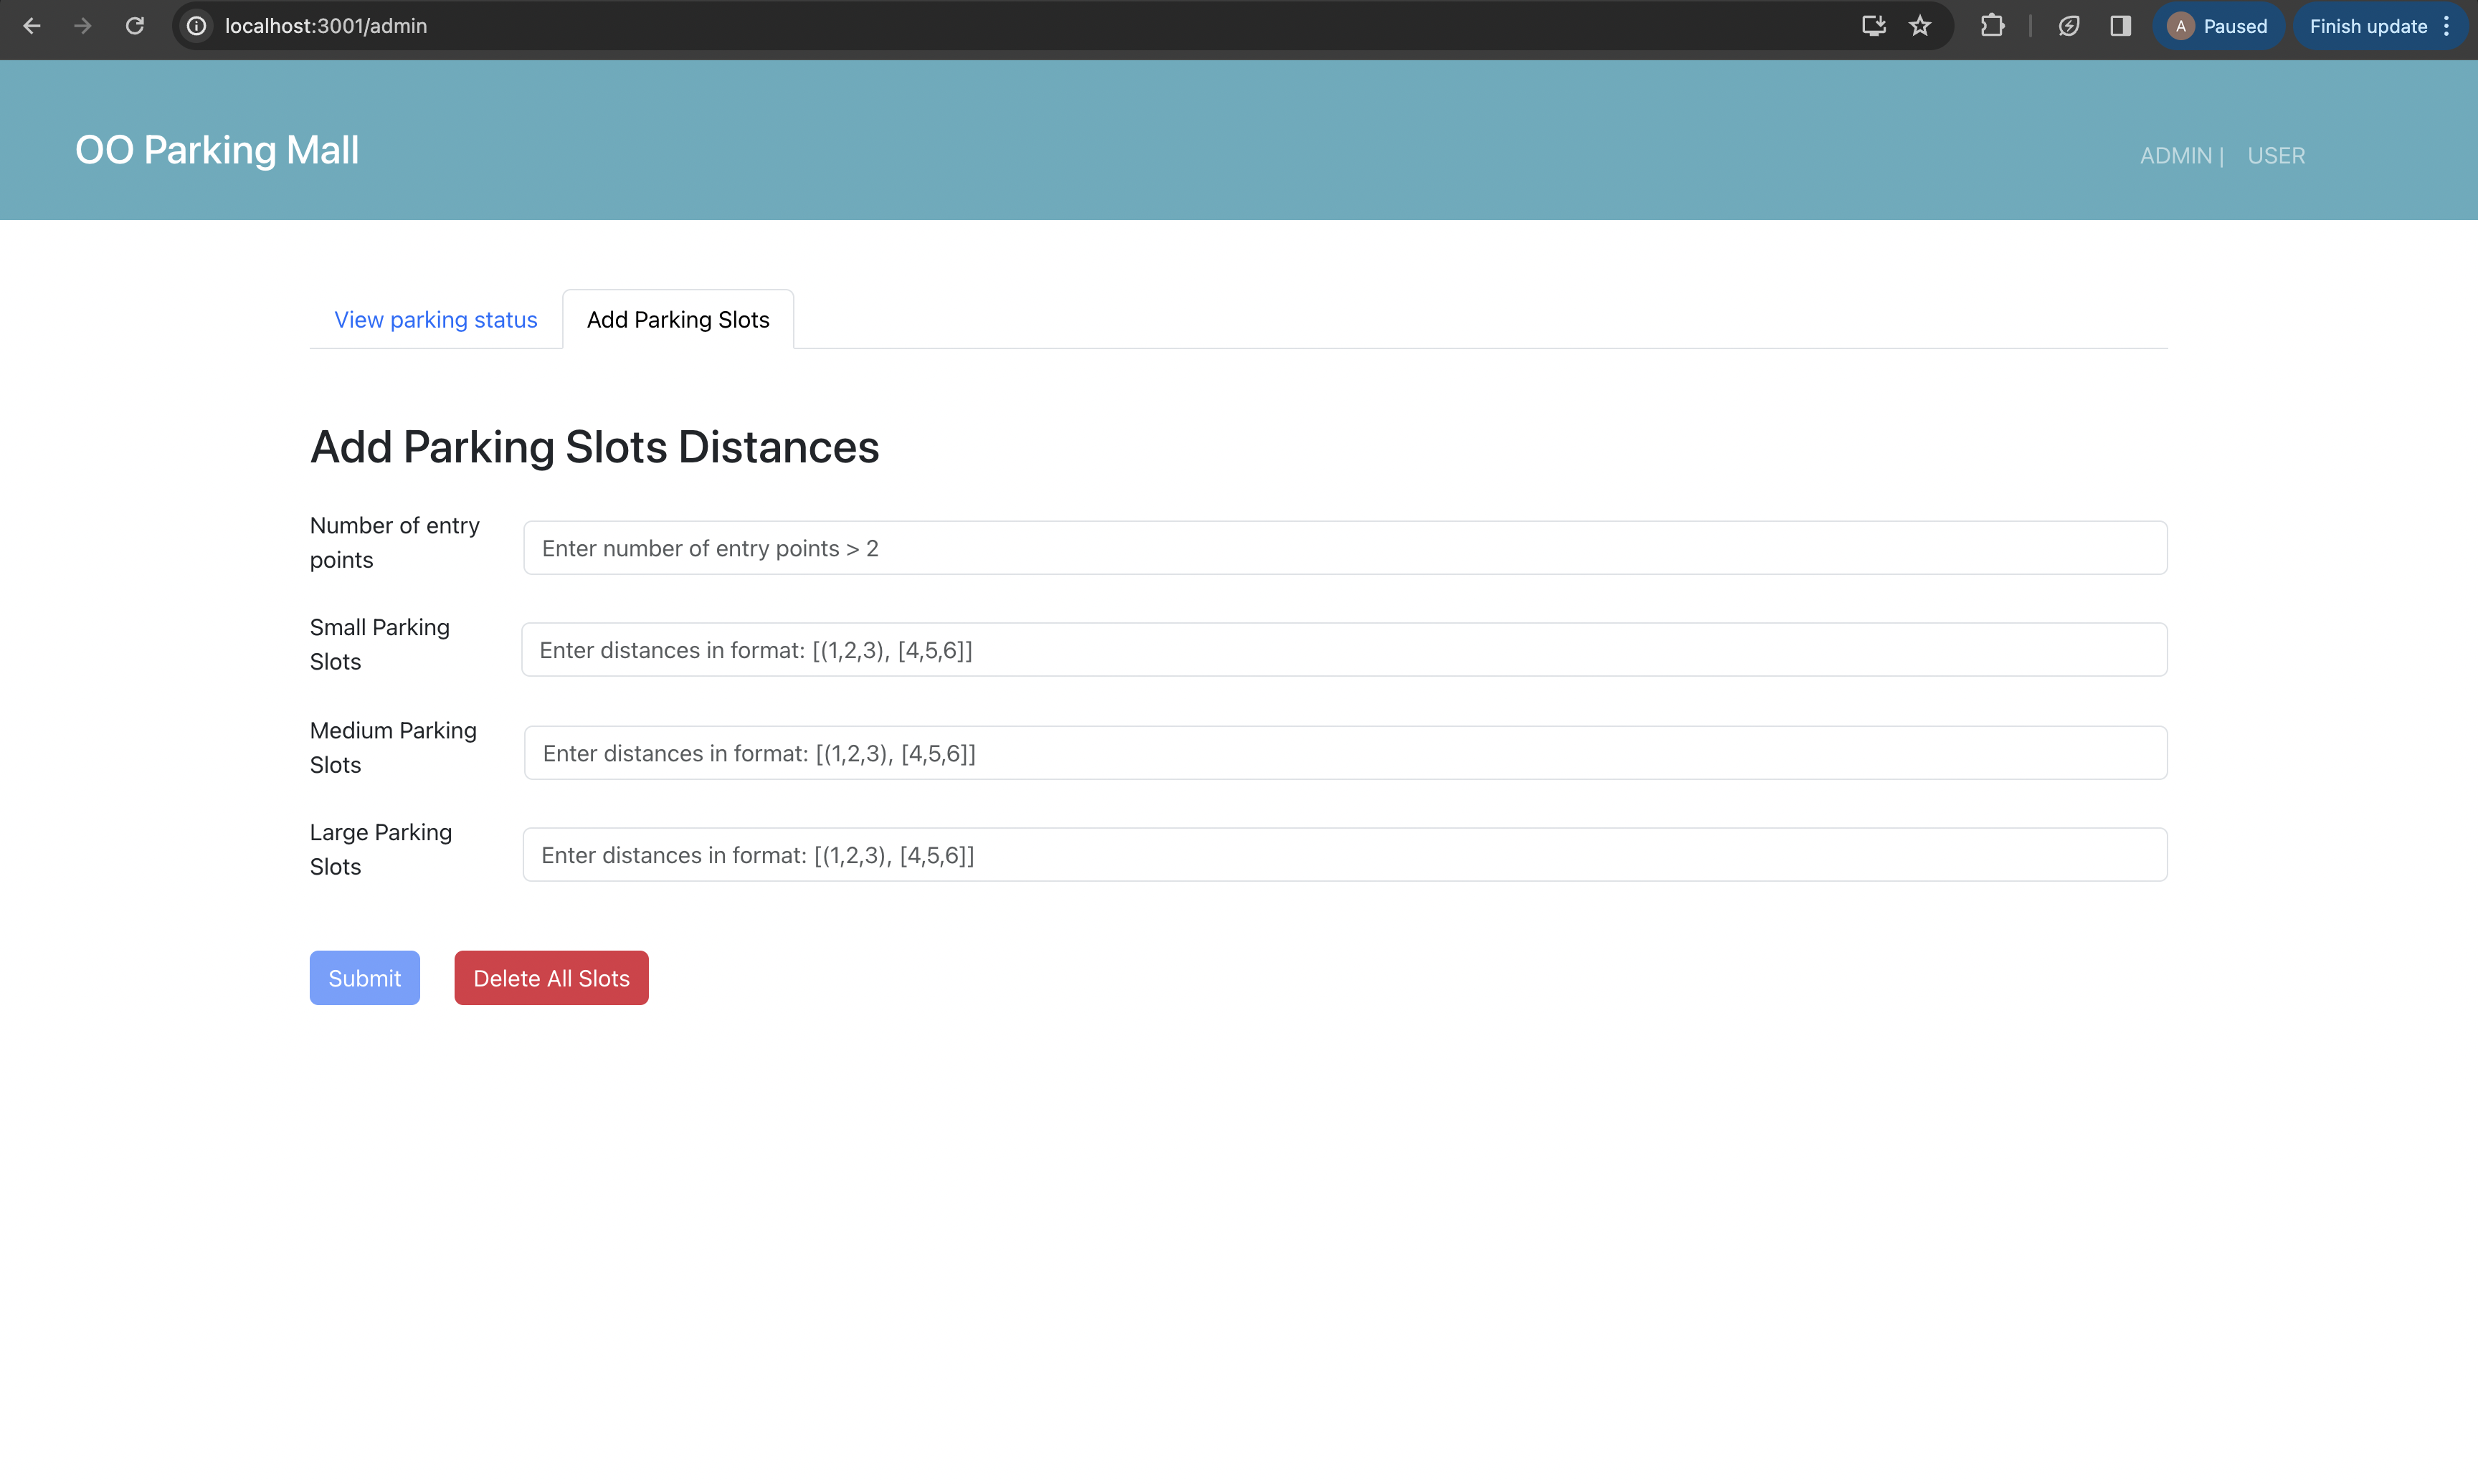 localhost:3001/admin
A Paused
Finish update
OO Parking Mall
ADMIN | USER
View parking status
Add Parking Slots
Add Parking Slots Distances
Number of entry
points
Enter number of entry points > 2
Small Parking
Slots
Enter distances in format: [(1,2,3), [4,5,6]]
Medium Parking
Slots
Enter distances in format: [(1,2,3), [4,5,6]]
Large Parking
Slots
Enter distances in format: [(1,2,3), [4,5,6]]
Submit
Delete All Slots